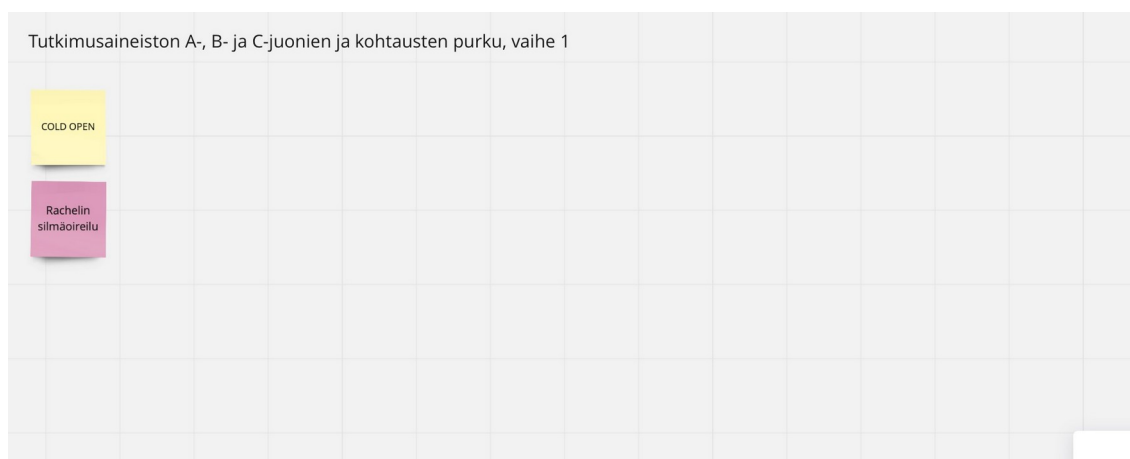 Tutkimusaineiston A-, B- ja C-juonien ja kohtausten purku, vaihe 1
COLD OPEN
Rachelin
silmäoireilu